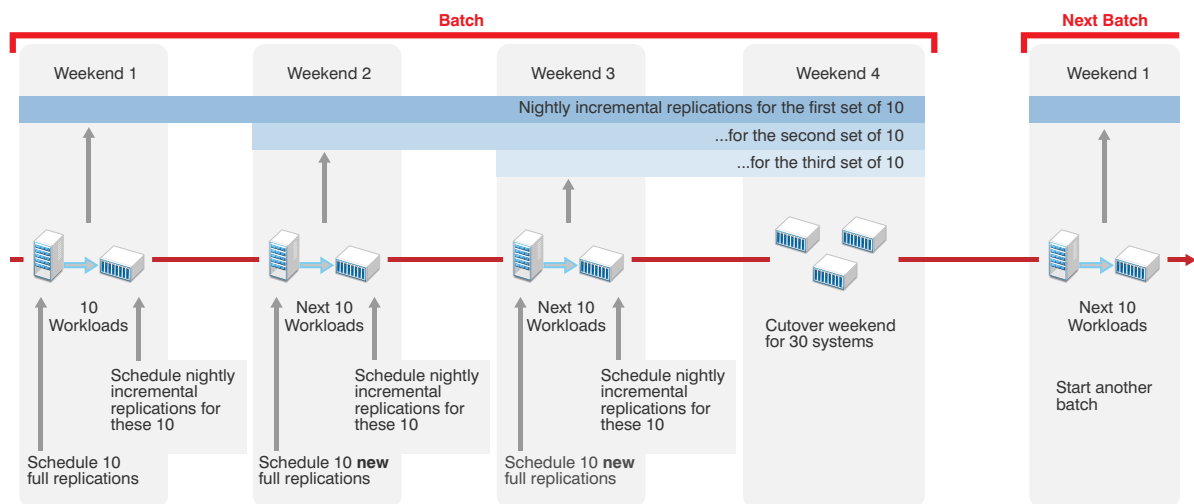 Batch
Next Batch
Weekend 1
Weekend 2
Weekend 3
Weekend 4
Weekend 1
Nightly incremental replications for the first set of 10
...for the second set of 10
...for the third set of 10
10
Workloads
Next 10
Workloads
Next 10
Workloads
Cutover weekend
for 30 systems
Next 10
Workloads
Schedule nightly
incremental
replications for
these 10
Schedule nightly
incremental
replications for
these 10
Schedule nightly
incremental
replications for
these 10
Start another
batch
Schedule 10
full replications
Schedule 10 new
full replications
Schedule 10 new
full replications